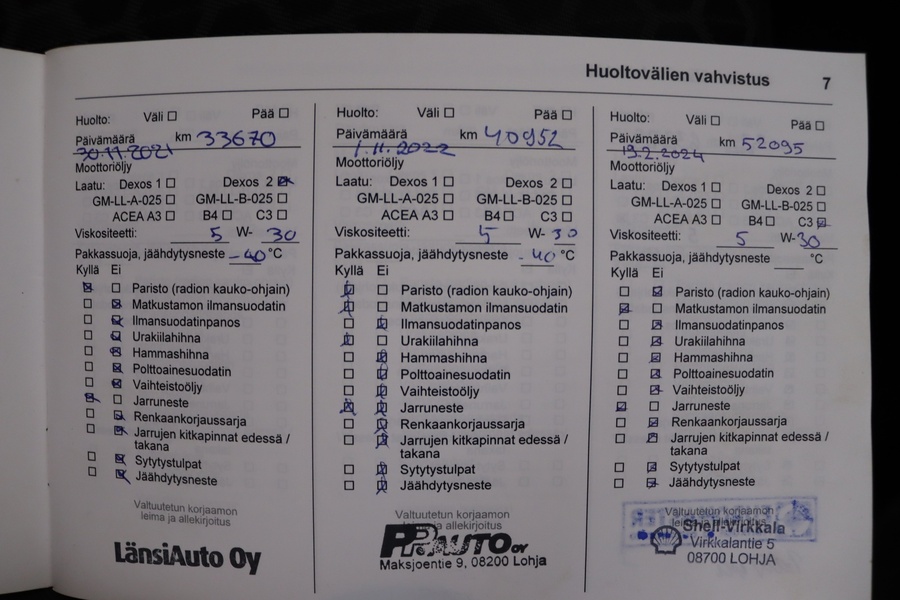 Huoltovälien vahvistus 7
Huolto: Väli ☐ Pää ☐
Päivämäärä km 33670
30.11.2021
Moottoriöljy
Laatu: Dexos 1 ☐ Dexos 2 ☒
GM-LL-A-025 ☐ GM-LL-B-025 ☐
ACEA A3 ☐ B4 ☐ C3 ☐
Viskositeetti: 5 W- 30
Pakkassuoja, jäähdytysneste -40 °C
Kyllä Ei
☒ ☐ Paristo (radion kauko-ohjain)
☐ ☒ Matkustamon ilmansuodatin
☐ ☒ Ilmansuodatinpanos
☐ ☒ Urakiilahihna
☐ ☒ Hammashihna
☐ ☒ Polttoainesuodatin
☐ ☒ Vaihteistoöljy
☒ ☐ Jarruneste
☐ ☒ Renkaankorjaussarja
☐ ☒ Jarrujen kitkapinnat edessä /
takana
☐ ☒ Sytytystulpat
☐ ☒ Jäähdytysneste
Valtuutetun korjaamon
leima ja allekirjoitus
LänsiAuto Oy
Huolto: Väli ☐ Pää ☐
Päivämäärä km 40952
1.11.2022
Moottoriöljy
Laatu: Dexos 1 ☐ Dexos 2 ☐
GM-LL-A-025 ☐ GM-LL-B-025 ☐
ACEA A3 ☐ B4 ☐ C3 ☐
Viskositeetti: 5 W- 30
Pakkassuoja, jäähdytysneste -40 °C
Kyllä Ei
☒ ☐ Paristo (radion kauko-ohjain)
☒ ☐ Matkustamon ilmansuodatin
☐ ☒ Ilmansuodatinpanos
☒ ☐ Urakiilahihna
☐ ☒ Hammashihna
☐ ☒ Polttoainesuodatin
☐ ☒ Vaihteistoöljy
☒ ☒ Jarruneste
☐ ☒ Renkaankorjaussarja
☐ ☒ Jarrujen kitkapinnat edessä /
takana
☐ ☒ Sytytystulpat
☐ ☒ Jäähdytysneste
Valtuutetun korjaamon
leima ja allekirjoitus
PPAUTO OY
Maksjoentie 9, 08200 Lohja
Huolto: Väli ☐ Pää ☐
Päivämäärä km 52095
19.2.2024
Moottoriöljy
Laatu: Dexos 1 ☐ Dexos 2 ☐
GM-LL-A-025 ☐ GM-LL-B-025 ☐
ACEA A3 ☐ B4 ☐ C3 ☒
Viskositeetti: 5 W- 30
Pakkassuoja, jäähdytysneste °C
Kyllä Ei
☐ ☒ Paristo (radion kauko-ohjain)
☒ ☐ Matkustamon ilmansuodatin
☐ ☒ Ilmansuodatinpanos
☐ ☒ Urakiilahihna
☐ ☒ Hammashihna
☐ ☒ Polttoainesuodatin
☐ ☒ Vaihteistoöljy
☒ ☐ Jarruneste
☐ ☒ Renkaankorjaussarja
☐ ☒ Jarrujen kitkapinnat edessä /
takana
☐ ☒ Sytytystulpat
☐ ☒ Jäähdytysneste
Valtuutetun korjaamon
leima ja allekirjoitus
Shell-Virkkala
Virkkalantie 5
08700 LOHJA